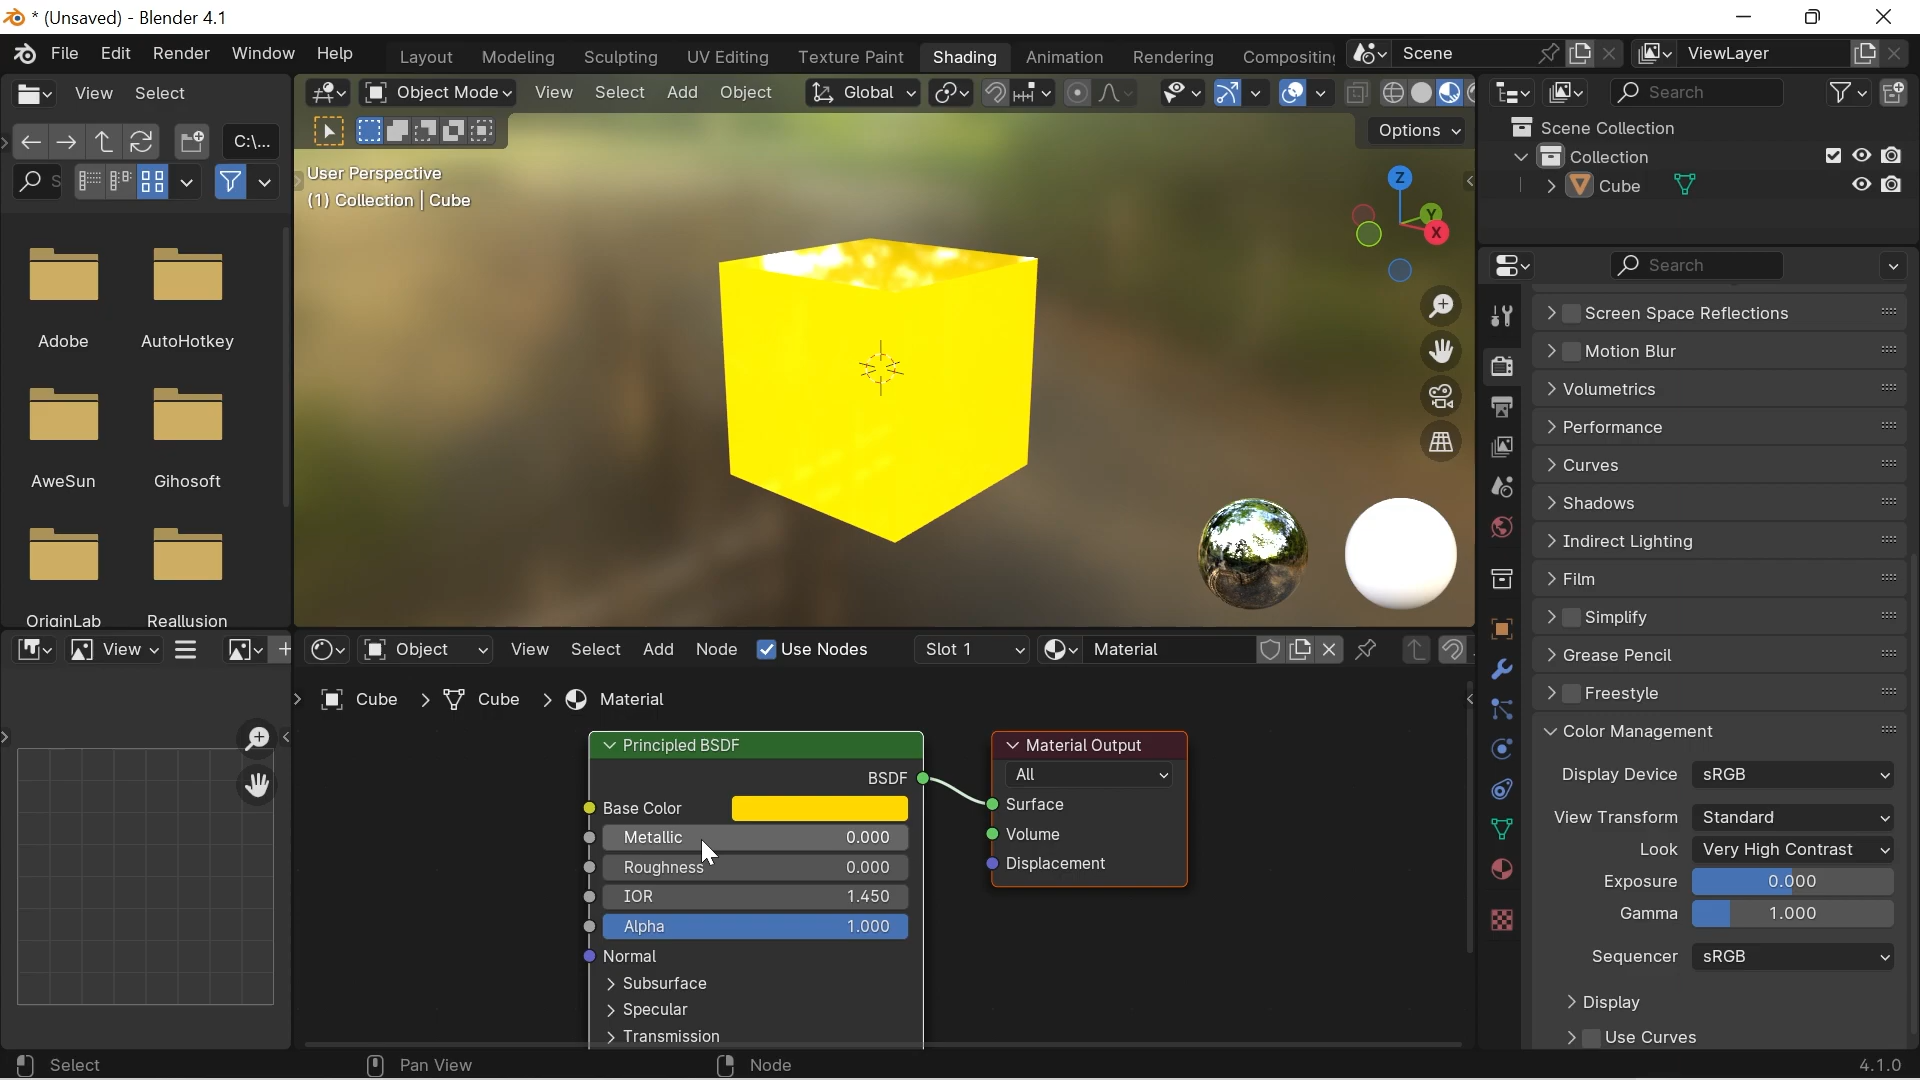 * (Unsaved) - Blender 4.1
File Edit Render Window Help
Layout Modeling Sculpting UV Editing Texture Paint Shading Animation Rendering Compositin
Scene
ViewLayer
View Select
C:\...
S
Adobe AutoHotkey
AweSun Gihosoft
OriginLab Reallusion
Object Mode View Select Add Object Global
Options
User Perspective
(1) Collection | Cube
Z
Y
X
Search
Scene Collection
Collection
Cube
Search
Screen Space Reflections
Motion Blur
Volumetrics
Performance
Curves
Shadows
Indirect Lighting
Film
Simplify
Grease Pencil
Freestyle
Color Management
Display Device sRGB
View Transform Standard
Look Very High Contrast
Exposure 0.000
Gamma 1.000
Sequencer sRGB
Display
Use Curves
View
Object View Select Add Node Use Nodes Slot 1 Material
Cube > Cube > Material
Principled BSDF
BSDF
Base Color
Metallic 0.000
Roughness 0.000
IOR 1.450
Alpha 1.000
Normal
Subsurface
Specular
Transmission
Material Output
All
Surface
Volume
Displacement
Select Pan View Node 4.1.0